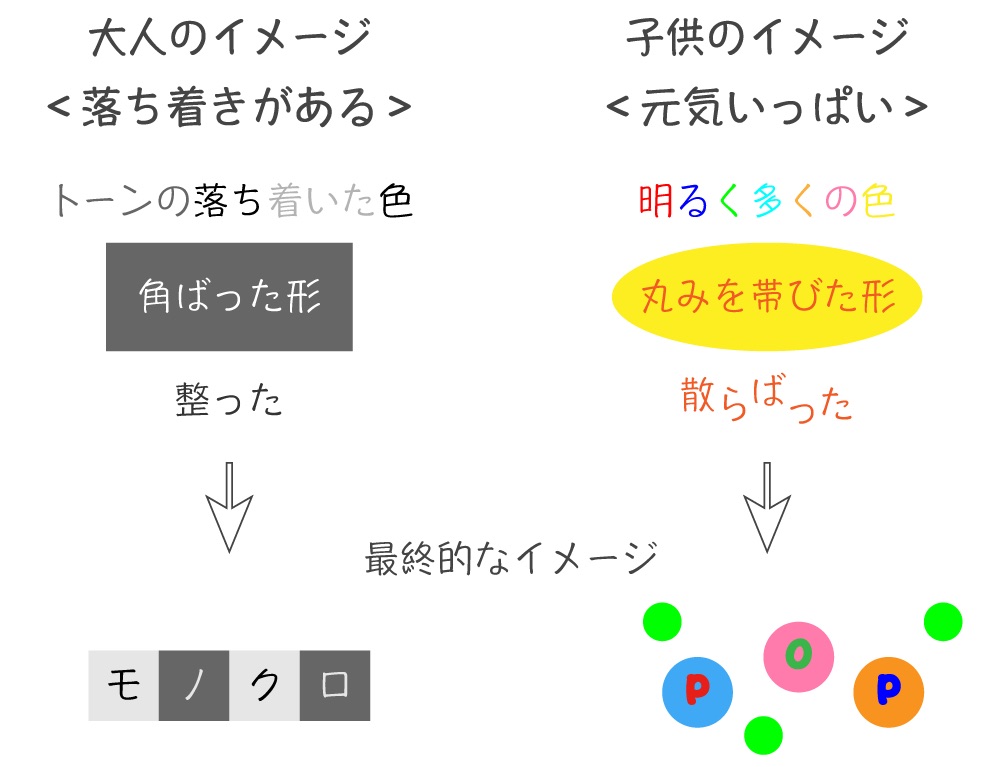 大人のイメージ
<落ち着きがある>
トーンの落ち着いた色
角ばった形
整った
子供のイメージ
<元気いっぱい>
明るく多くの色
丸みを帯びた形
散らばった
最終的なイメージ
モノクロ
pop